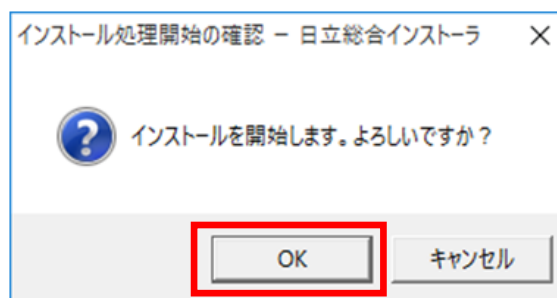 インストール処理開始の確認 － 日立総合インストーラ
インストールを開始します。よろしいですか？
OK
キャンセル